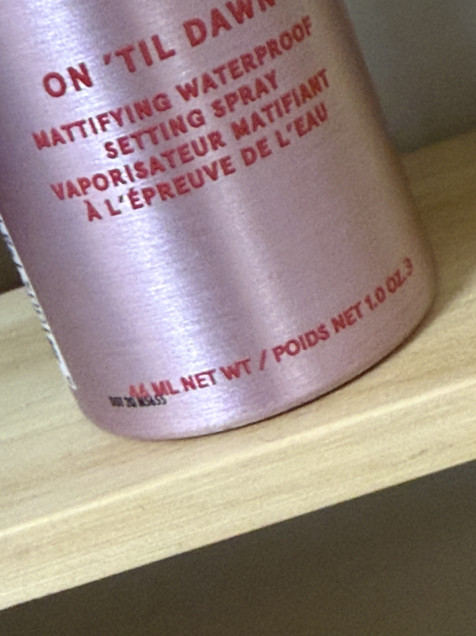 ON 'TIL DAWN
MATTIFYING WATERPROOF
SETTING SPRAY
VAPORISATEUR MATIFIANT
À L'ÉPREUVE DE L'EAU
ML NET WT / POIDS NET 1.0 OZ.